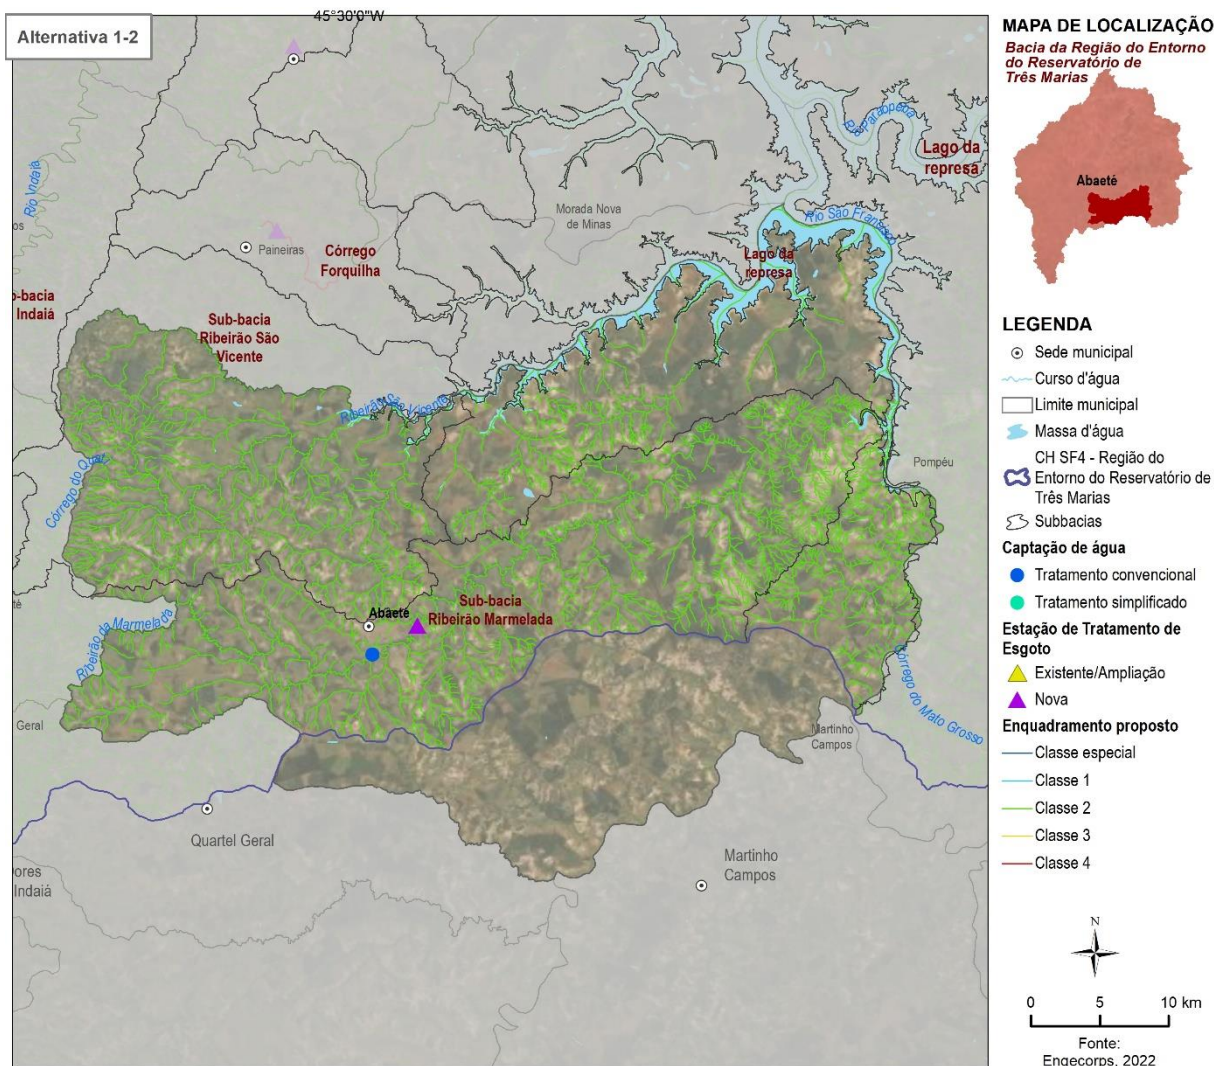 45°30'0"W
Alternativa 1-2
Rio Indaiá
os
Paineiras
Córrego
Forquilha
Morada Nova
de Minas
Rio Paraopeba
Lago da
represa
Rio São Francisco
Lago da
represa
b-bacia
Indaiá
Sub-bacia
Ribeirão São
Vicente
Ribeirão São Vicente
Córrego do Quati
Pompéu
té
Abaeté
Sub-bacia
Ribeirão Marmelada
Ribeirão da Marmelada
Geral
Córrego do Mato Grosso
Martinho
Campos
Quartel Geral
Martinho
Campos
Dores
Indaiá
MAPA DE LOCALIZAÇÃO
Bacia da Região do Entorno
do Reservatório de
Três Marias
Abaeté
LEGENDA
Sede municipal
Curso d'água
Limite municipal
Massa d'água
CH SF4 - Região do
Entorno do Reservatório de
Três Marias
Subbacias
Captação de água
Tratamento convencional
Tratamento simplificado
Estação de Tratamento de
Esgoto
Existente/Ampliação
Nova
Enquadramento proposto
Classe especial
Classe 1
Classe 2
Classe 3
Classe 4
N
0 5 10 km
Fonte:
Engecorps, 2022